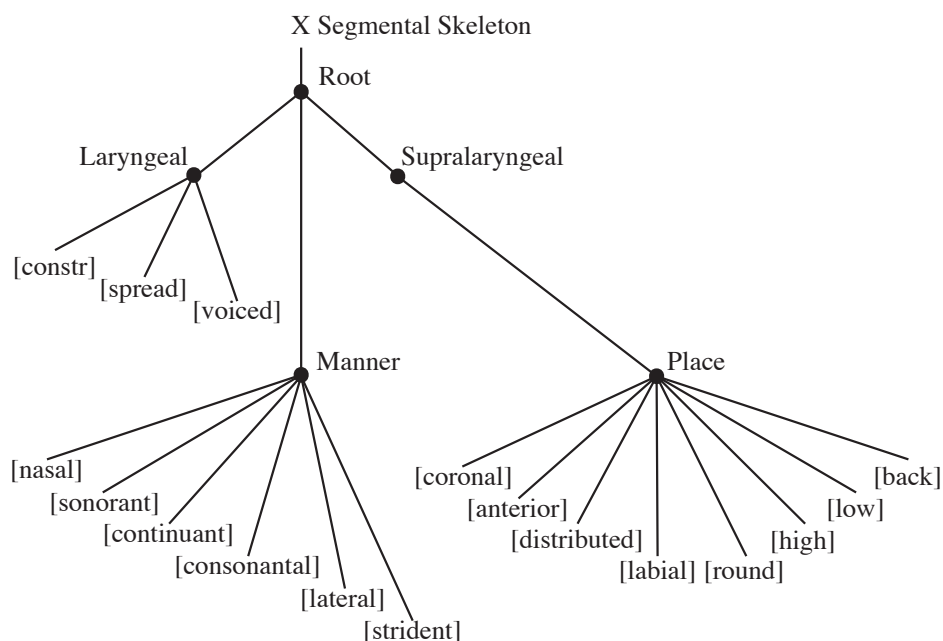 X Segmental Skeleton
Root
Laryngeal
Supralaryngeal
[constr]
[spread]
[voiced]
Manner
Place
[nasal]
[sonorant]
[continuant]
[consonantal]
[lateral]
[strident]
[coronal]
[anterior]
[distributed]
[labial]
[round]
[high]
[low]
[back]